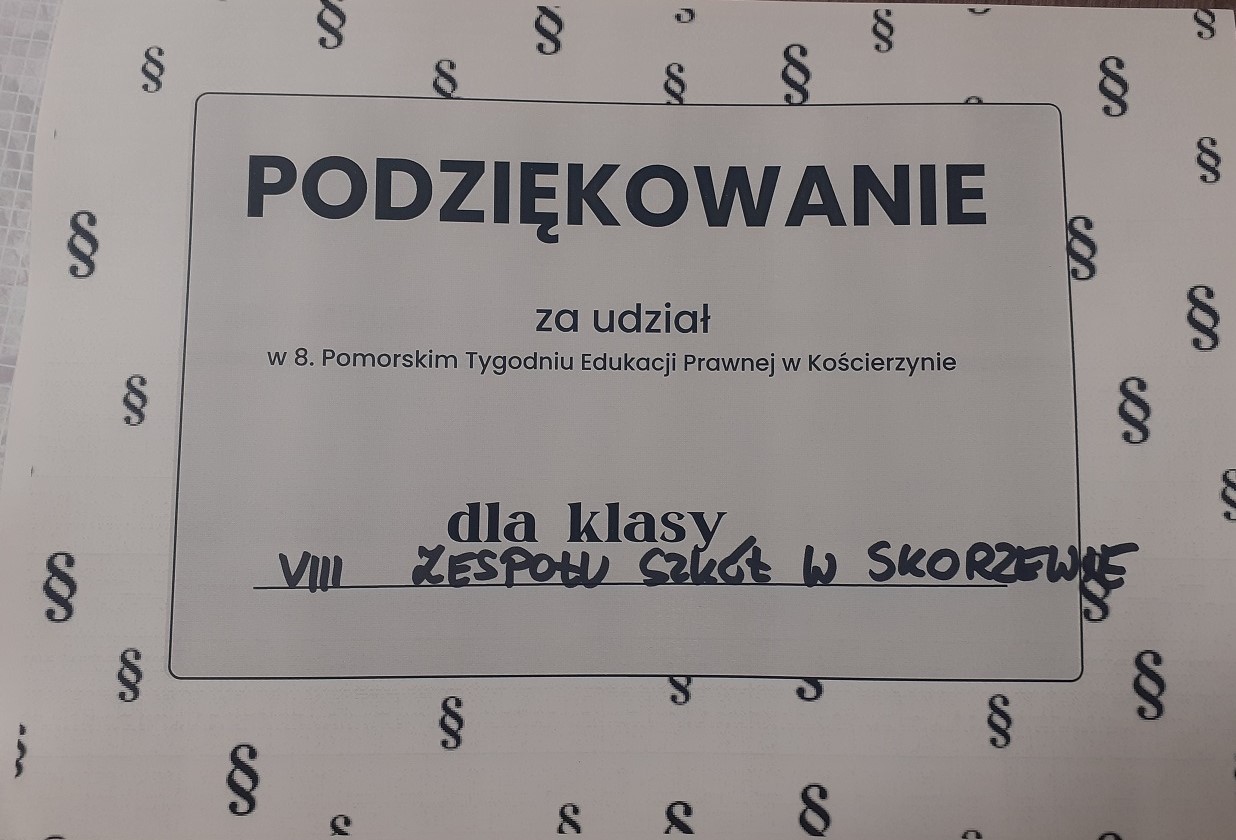 PODZIĘKOWANIE
za udział
w 8. Pomorskim Tygodniu Edukacji Prawnej w Kościerzynie
dla klasy
VIII ZESPOŁU SZKÓŁ W SKORZEWIE